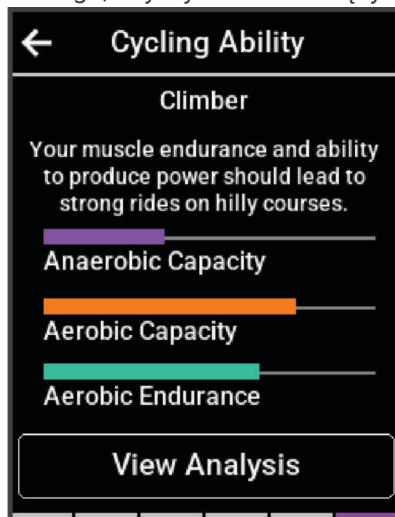 Cycling Ability
Climber
Your muscle endurance and ability
to produce power should lead to
strong rides on hilly courses.
Anaerobic Capacity
Aerobic Capacity
Aerobic Endurance
View Analysis